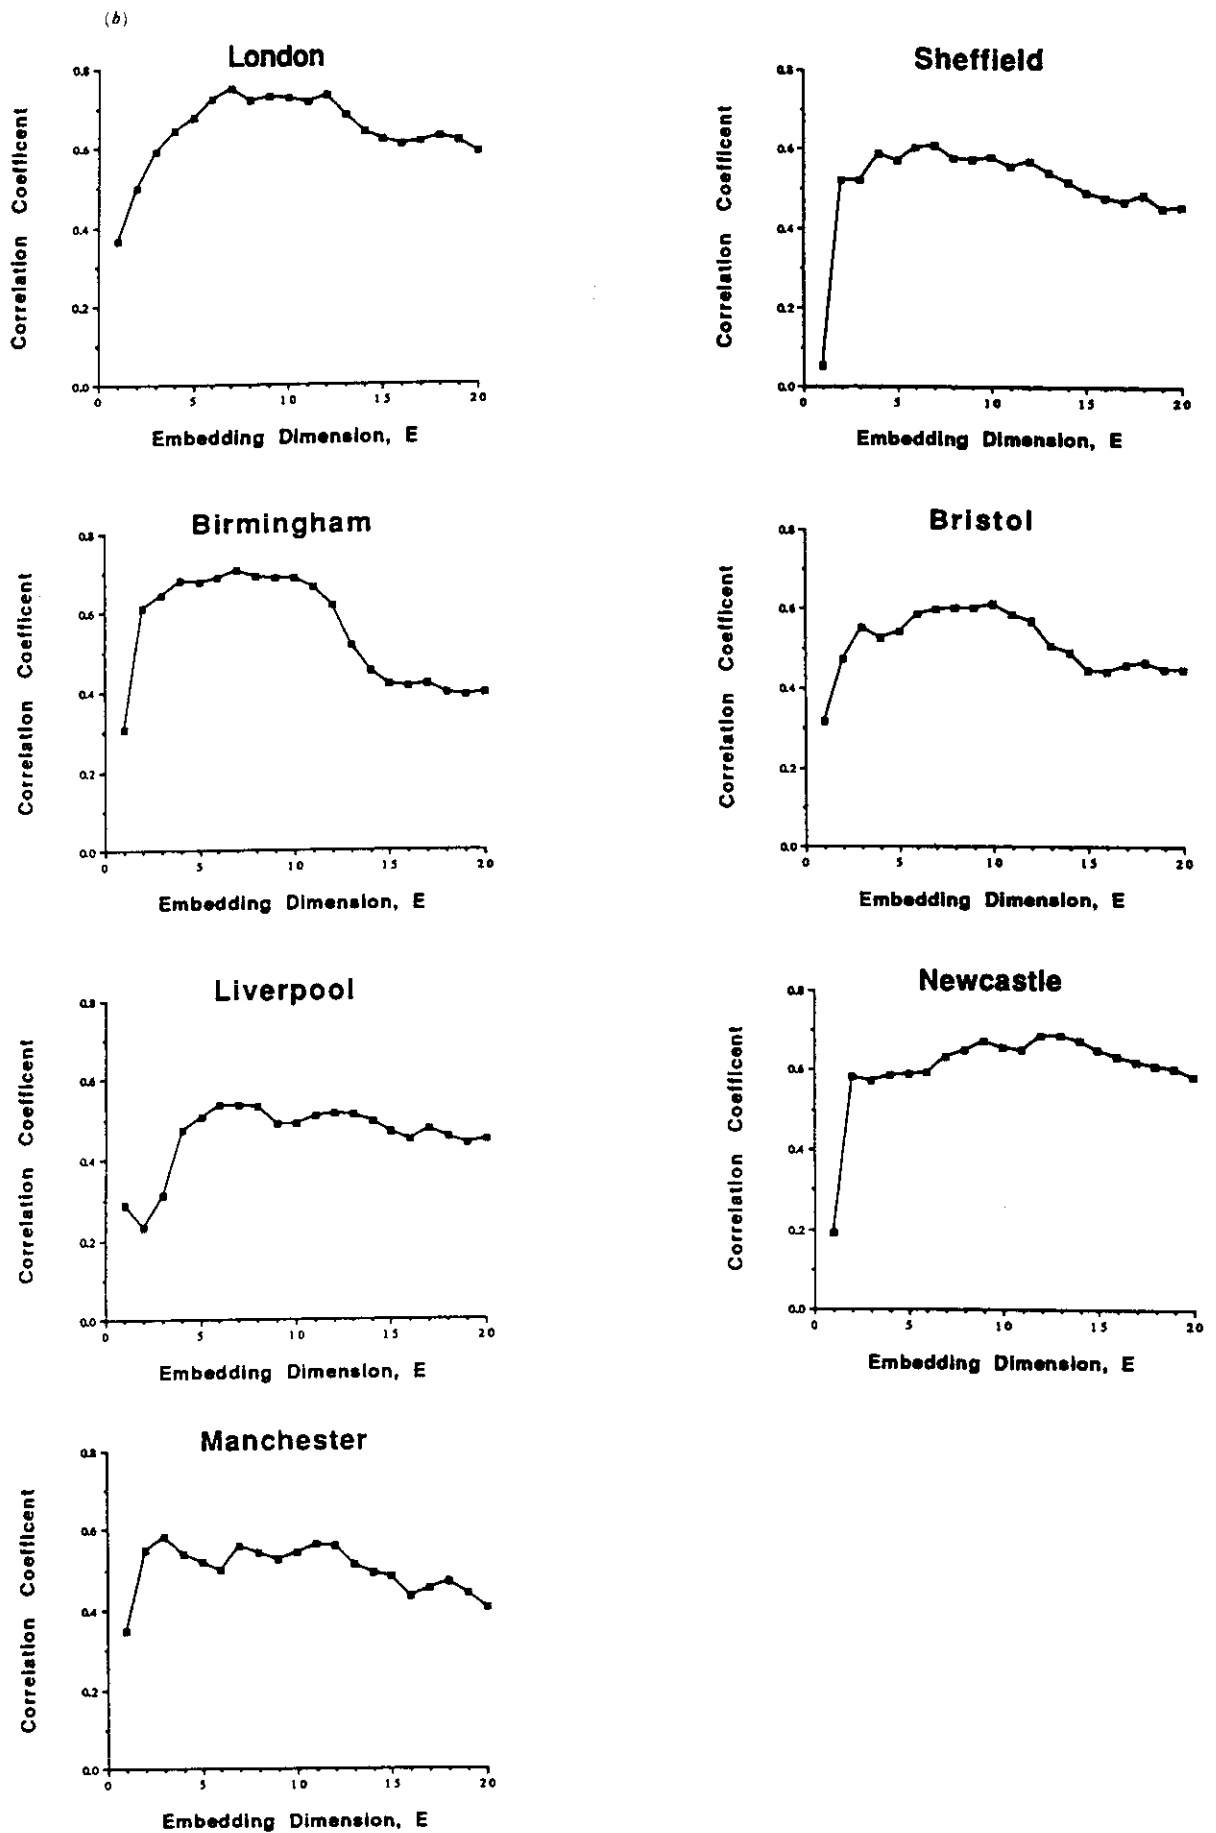 (b)
London
Correlation Coefficent
0.8
0.6
0.4
0.2
0.0
0 5 10 15 20
Embedding Dimension, E
Sheffield
Correlation Coefficent
0.8
0.6
0.4
0.2
0.0
0 5 10 15 20
Embedding Dimension, E
Birmingham
Correlation Coefficent
0.8
0.6
0.4
0.2
0.0
0 5 10 15 20
Embedding Dimension, E
Bristol
Correlation Coefficent
0.8
0.6
0.4
0.2
0.0
0 5 10 15 20
Embedding Dimension, E
Liverpool
Correlation Coefficent
0.8
0.6
0.4
0.2
0.0
0 5 10 15 20
Embedding Dimension, E
Newcastle
Correlation Coefficent
0.8
0.6
0.4
0.2
0.0
0 5 10 15 20
Embedding Dimension, E
Manchester
Correlation Coefficent
0.8
0.6
0.4
0.2
0.0
0 5 10 15 20
Embedding Dimension, E